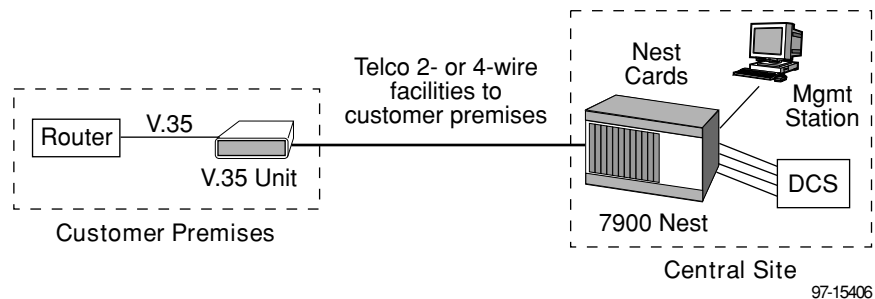 Router
V.35
V.35 Unit
Customer Premises
Telco 2- or 4-wire
facilities to
customer premises
Nest
Cards
Mgmt
Station
DCS
7900 Nest
Central Site
97-15406